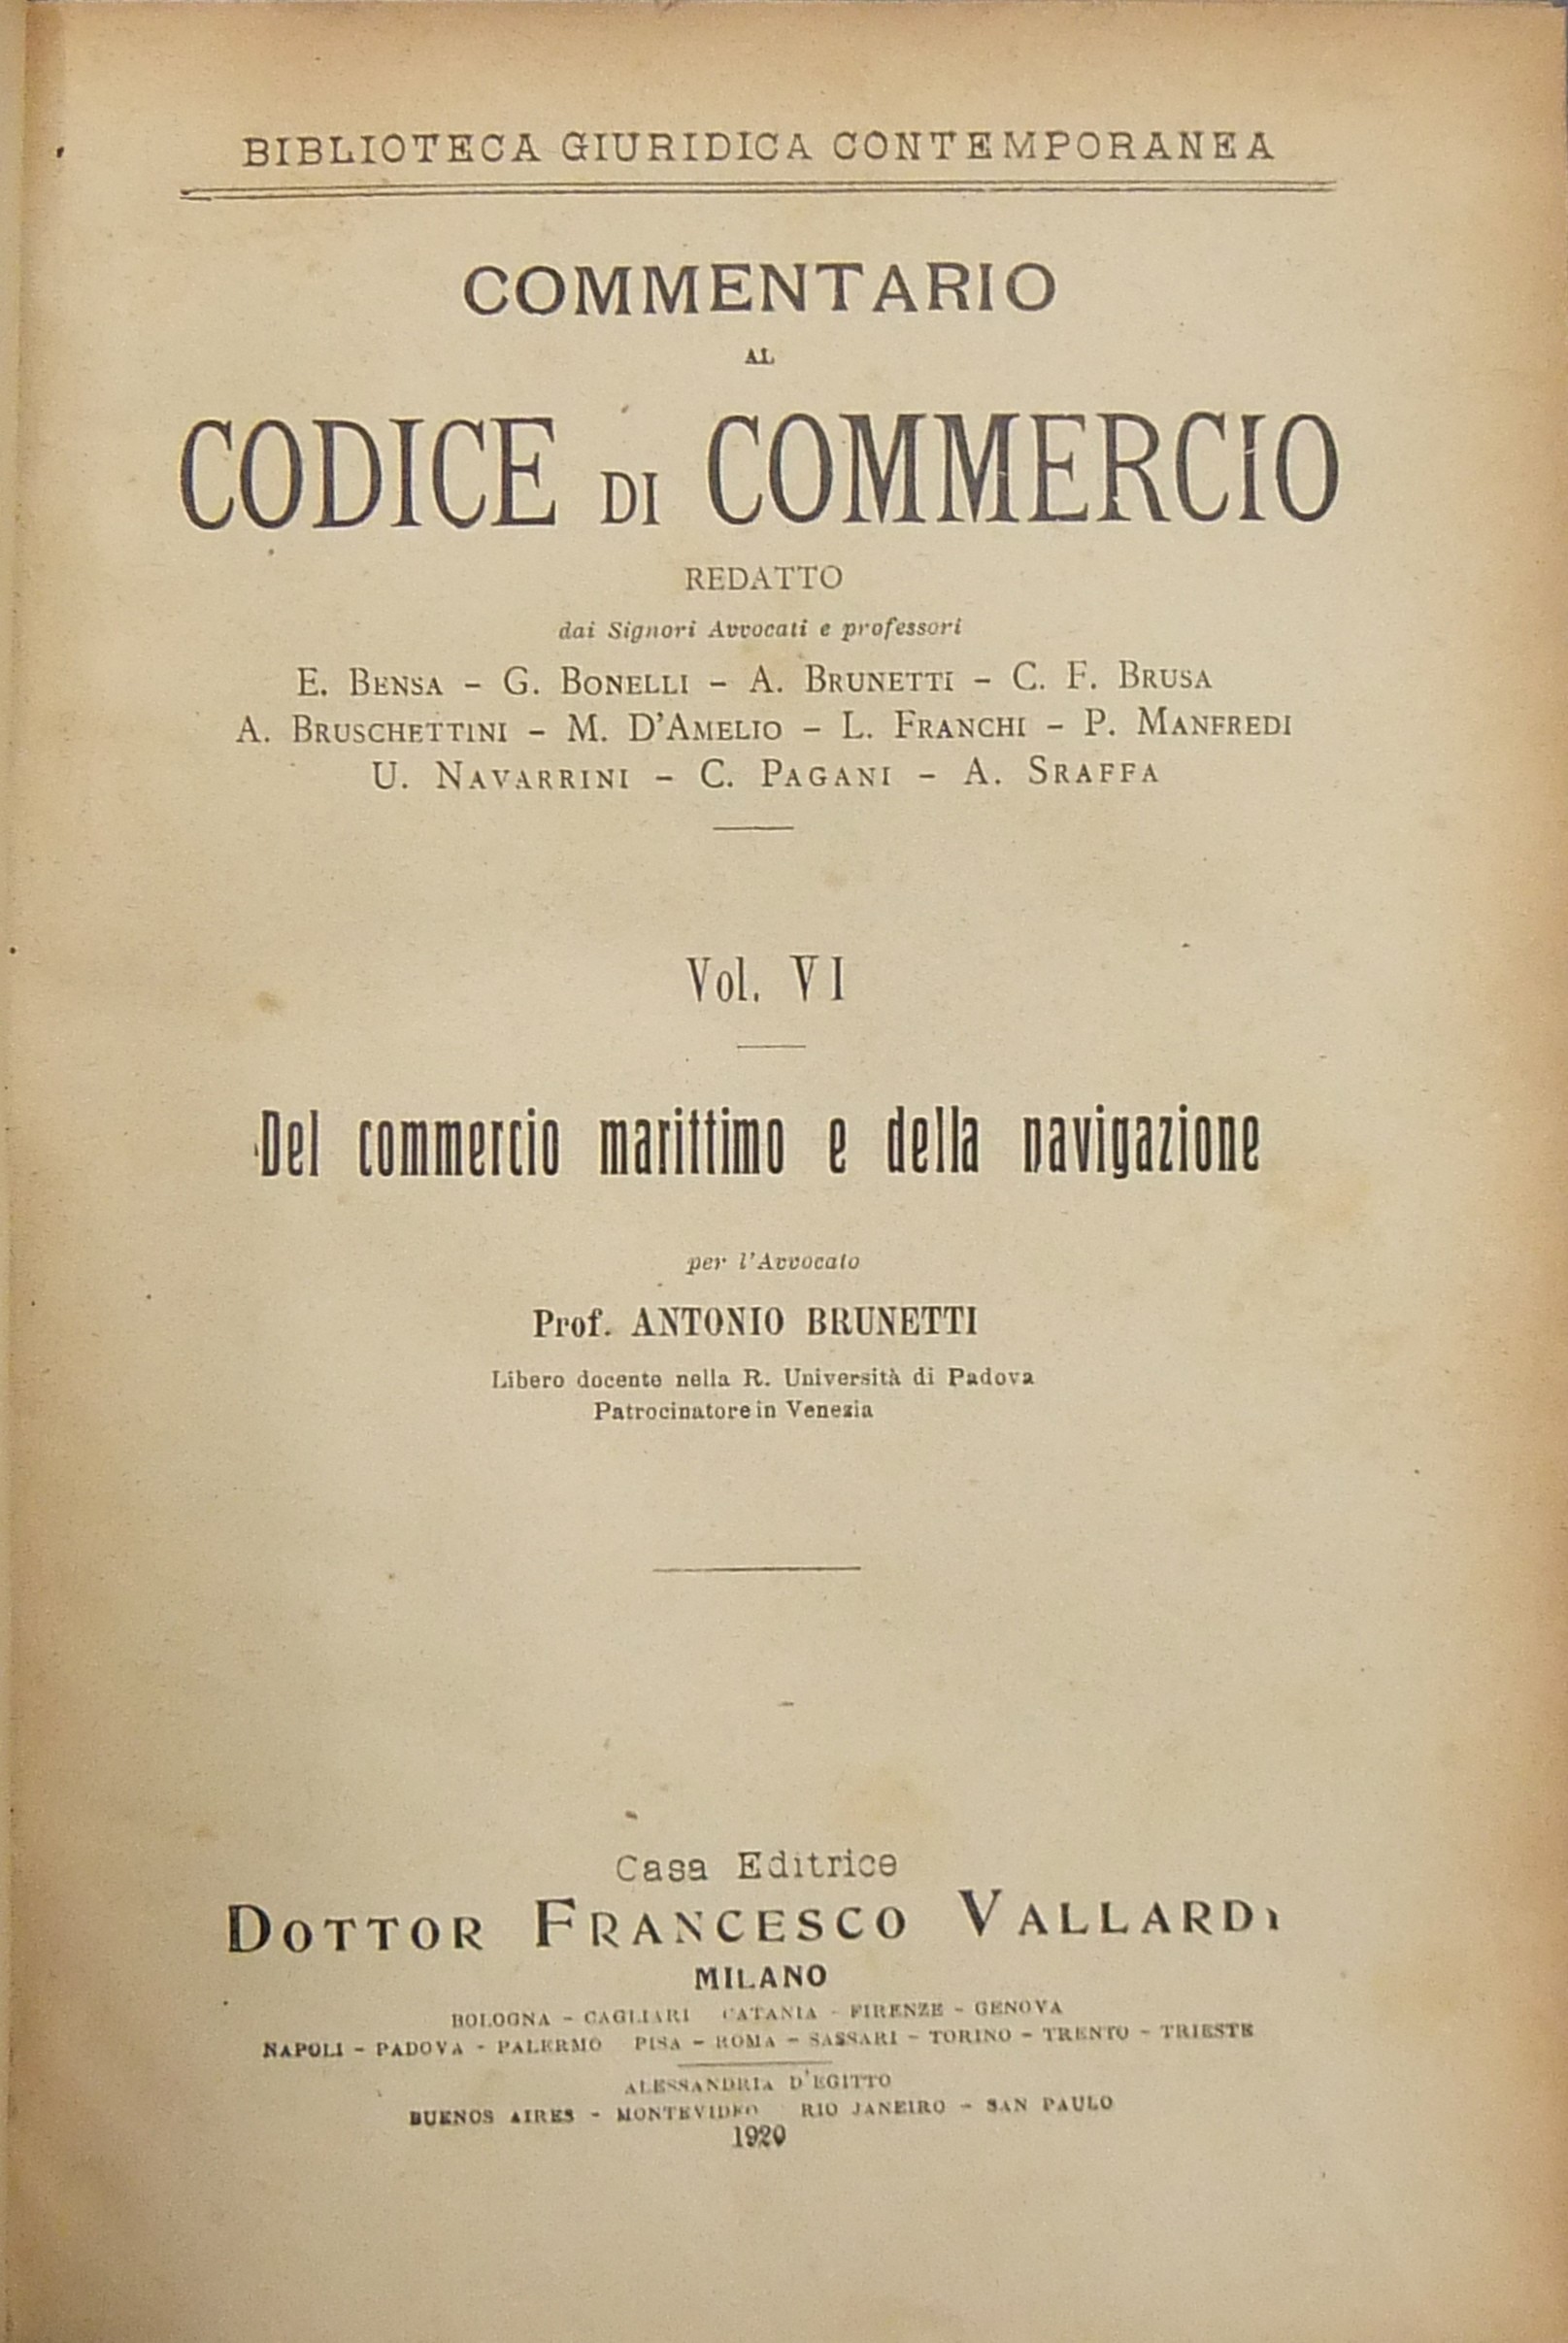 BIBLIOTECA GIURIDICA CONTEMPORANEA
COMMENTARIO
AL
CODICE DI COMMERCIO
REDATTO
dai Signori Avvocati e professori
E. BENSA – G. BONELLI – A. BRUNETTI – C. F. BRUSA
A. BRUSCHETTINI – M. D'AMELIO – L. FRANCHI – P. MANFREDI
U. NAVARRINI – C. PAGANI – A. SRAFFA
Vol. VI
Del commercio marittimo e della navigazione
per l'Avvocato
Prof. ANTONIO BRUNETTI
Libero docente nella R. Università di Padova
Patrocinatore in Venezia
Casa Editrice
DOTTOR FRANCESCO VALLARDI
MILANO
BOLOGNA – CAGLIARI CATANIA – FIRENZE – GENOVA
NAPOLI – PADOVA – PALERMO PISA – ROMA – SASSARI – TORINO – TRENTO – TRIESTE
ALESSANDRIA D'EGITTO
BUENOS AIRES – MONTEVIDEO RIO JANEIRO – SAN PAULO
1920